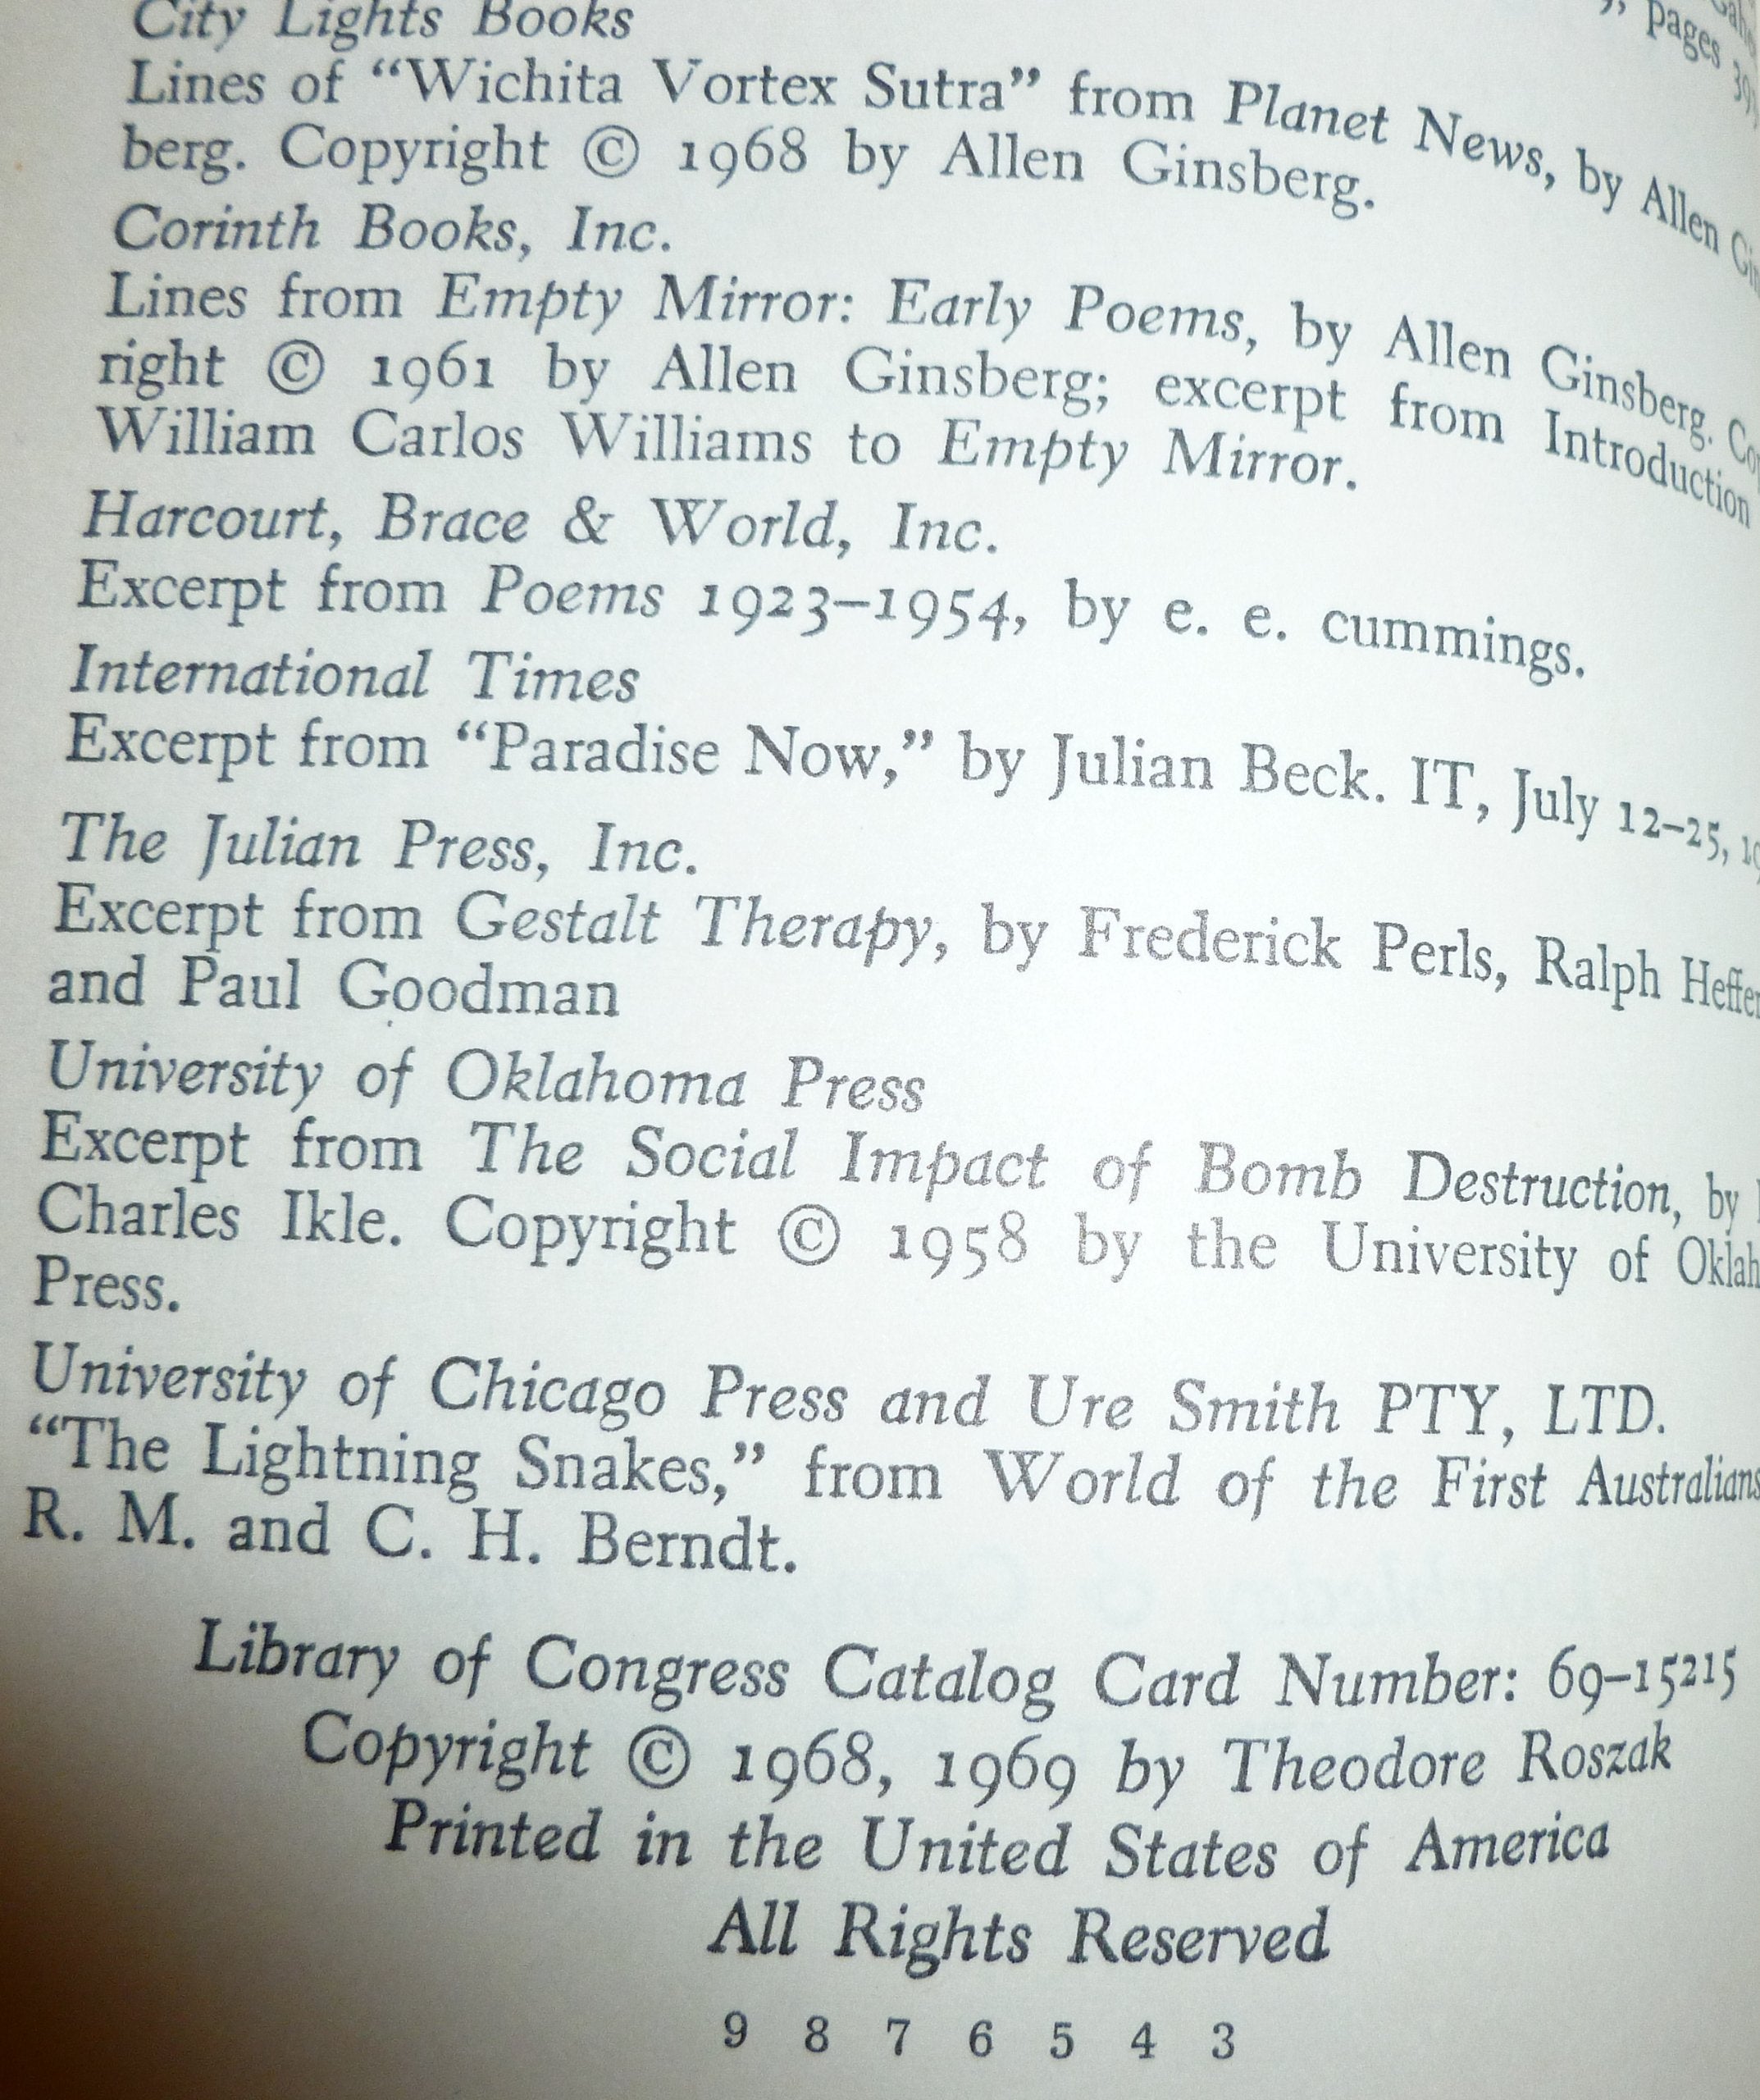 City Lights Books
” pages 39
Lines of “Wichita Vortex Sutra” from Planet News, by Allen Gin
berg. Copyright © 1968 by Allen Ginsberg.
Corinth Books, Inc.
Lines from Empty Mirror: Early Poems, by Allen Ginsberg. Cop
right © 1961 by Allen Ginsberg; excerpt from Introduction
William Carlos Williams to Empty Mirror.
Harcourt, Brace & World, Inc.
Excerpt from Poems 1923–1954, by e. e. cummings.
International Times
Excerpt from “Paradise Now,” by Julian Beck. IT, July 12–25, 19
The Julian Press, Inc.
Excerpt from Gestalt Therapy, by Frederick Perls, Ralph Heffer
and Paul Goodman
University of Oklahoma Press
Excerpt from The Social Impact of Bomb Destruction, by
Charles Ikle. Copyright © 1958 by the University of Oklah
Press.
University of Chicago Press and Ure Smith PTY, LTD.
“The Lightning Snakes,” from World of the First Australians
R. M. and C. H. Berndt.
Library of Congress Catalog Card Number: 69–15215
Copyright © 1968, 1969 by Theodore Roszak
Printed in the United States of America
All Rights Reserved
9 8 7 6 5 4 3